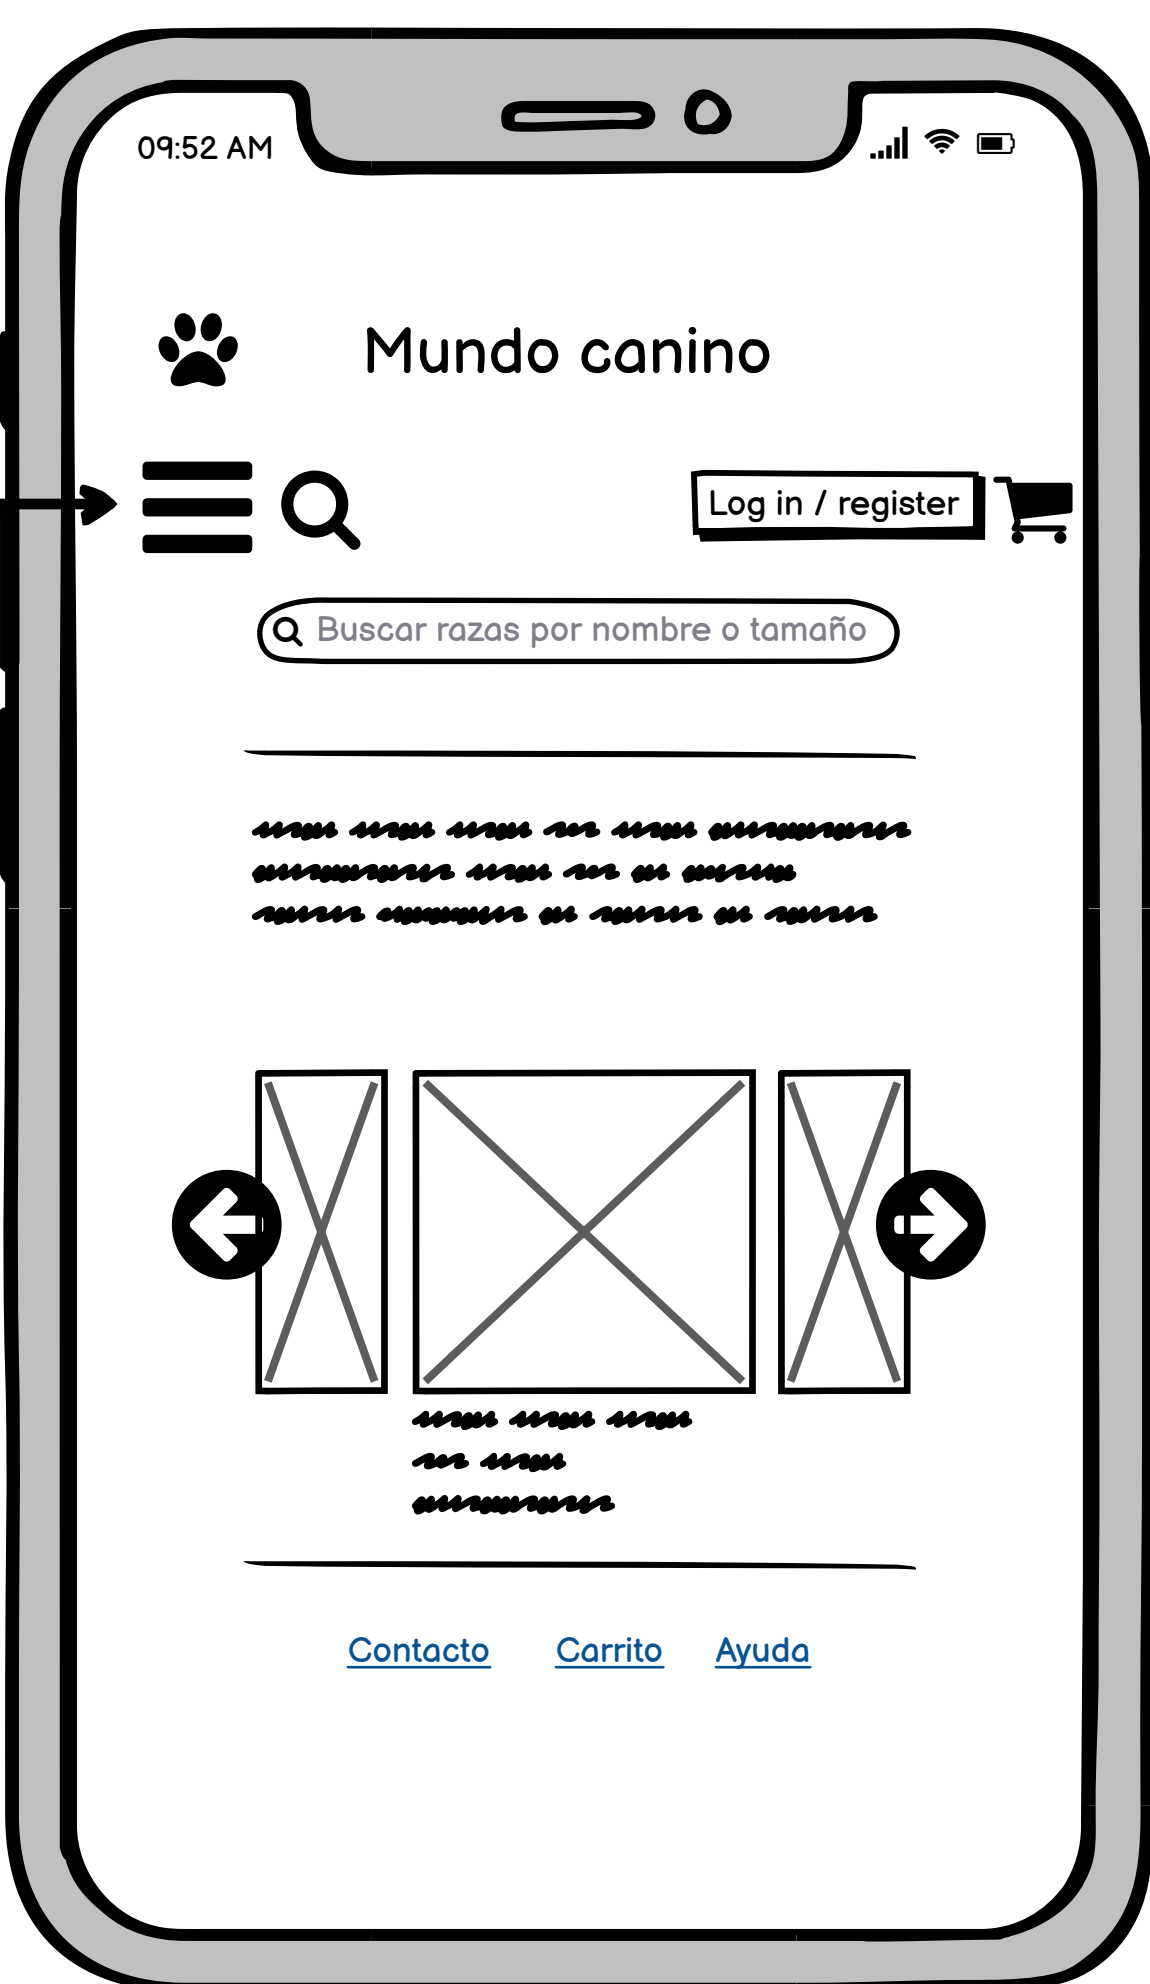 09:52 AM
Mundo canino
Log in / register
Buscar razas por nombre o tamaño
Contacto Carrito Ayuda